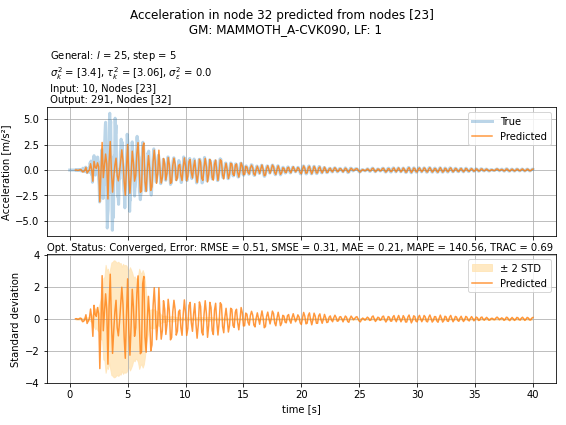 Acceleration in node 32 predicted from nodes [23]
GM: MAMMOTH_A-CVK090, LF: 1
General: l = 25, step = 5
σ²ₖ = [3.4], τ²ₖ = [3.06], σ²ε = 0.0
Input: 10, Nodes [23]
Output: 291, Nodes [32]
Acceleration [m/s²]
5.0
2.5
0.0
−2.5
−5.0
True
Predicted
Opt. Status: Converged, Error: RMSE = 0.51, SMSE = 0.31, MAE = 0.21, MAPE = 140.56, TRAC = 0.69
Standard deviation
4
2
0
−2
−4
± 2 STD
Predicted
0 5 10 15 20 25 30 35 40
time [s]